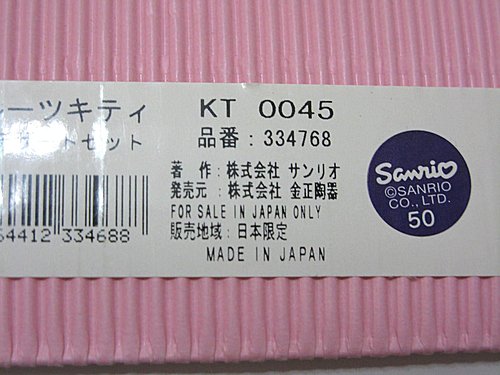 ルーツキティ
ートセット
KT 0045
品番：334768
著　作：株式会社 サンリオ
発売元：株式会社 金正陶器
FOR SALE IN JAPAN ONLY
販売地域：日本限定
MADE IN JAPAN
64412 334688
Sanrio
©SANRIO
CO., LTD.
50